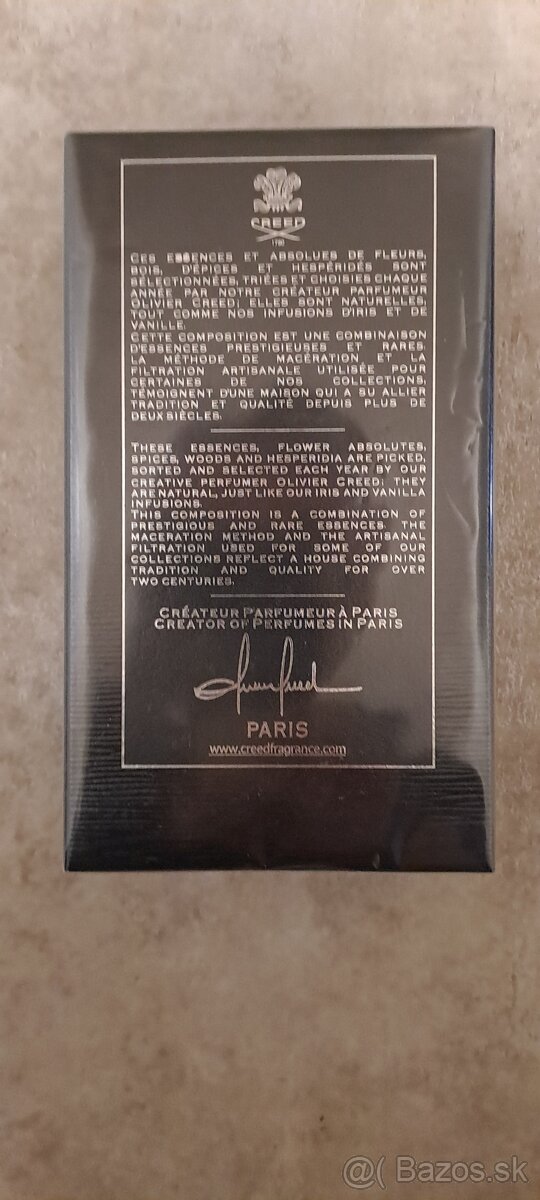 CREED
1760
CES ESSENCES ET ABSOLUES DE FLEURS,
BOIS, D'ÉPICES ET HESPÉRIDÉS SONT
SÉLECTIONNÉES, TRIÉES ET CHOISIES CHAQUE
ANNÉE PAR NOTRE CRÉATEUR PARFUMEUR
OLIVIER CREED: ELLES SONT NATURELLES,
TOUT COMME NOS INFUSIONS D'IRIS ET DE
VANILLE.
CETTE COMPOSITION EST UNE COMBINAISON
D'ESSENCES PRESTIGIEUSES ET RARES.
LA MÉTHODE DE MACÉRATION ET LA
FILTRATION ARTISANALE UTILISÉE POUR
CERTAINES DE NOS COLLECTIONS,
TÉMOIGNENT D'UNE MAISON QUI A SU ALLIER
TRADITION ET QUALITÉ DEPUIS PLUS DE
DEUX SIÈCLES.
THESE ESSENCES, FLOWER ABSOLUTES,
SPICES, WOODS AND HESPERIDIA ARE PICKED,
SORTED AND SELECTED EACH YEAR BY OUR
CREATIVE PERFUMER OLIVIER CREED: THEY
ARE NATURAL, JUST LIKE OUR IRIS AND VANILLA
INFUSIONS.
THIS COMPOSITION IS A COMBINATION OF
PRESTIGIOUS AND RARE ESSENCES. THE
MACERATION METHOD AND THE ARTISANAL
FILTRATION USED FOR SOME OF OUR
COLLECTIONS REFLECT A HOUSE COMBINING
TRADITION AND QUALITY FOR OVER
TWO CENTURIES.
CRÉATEUR PARFUMEUR À PARIS
CREATOR OF PERFUMES IN PARIS
PARIS
www.creedfragrance.com
@( Bazos.sk